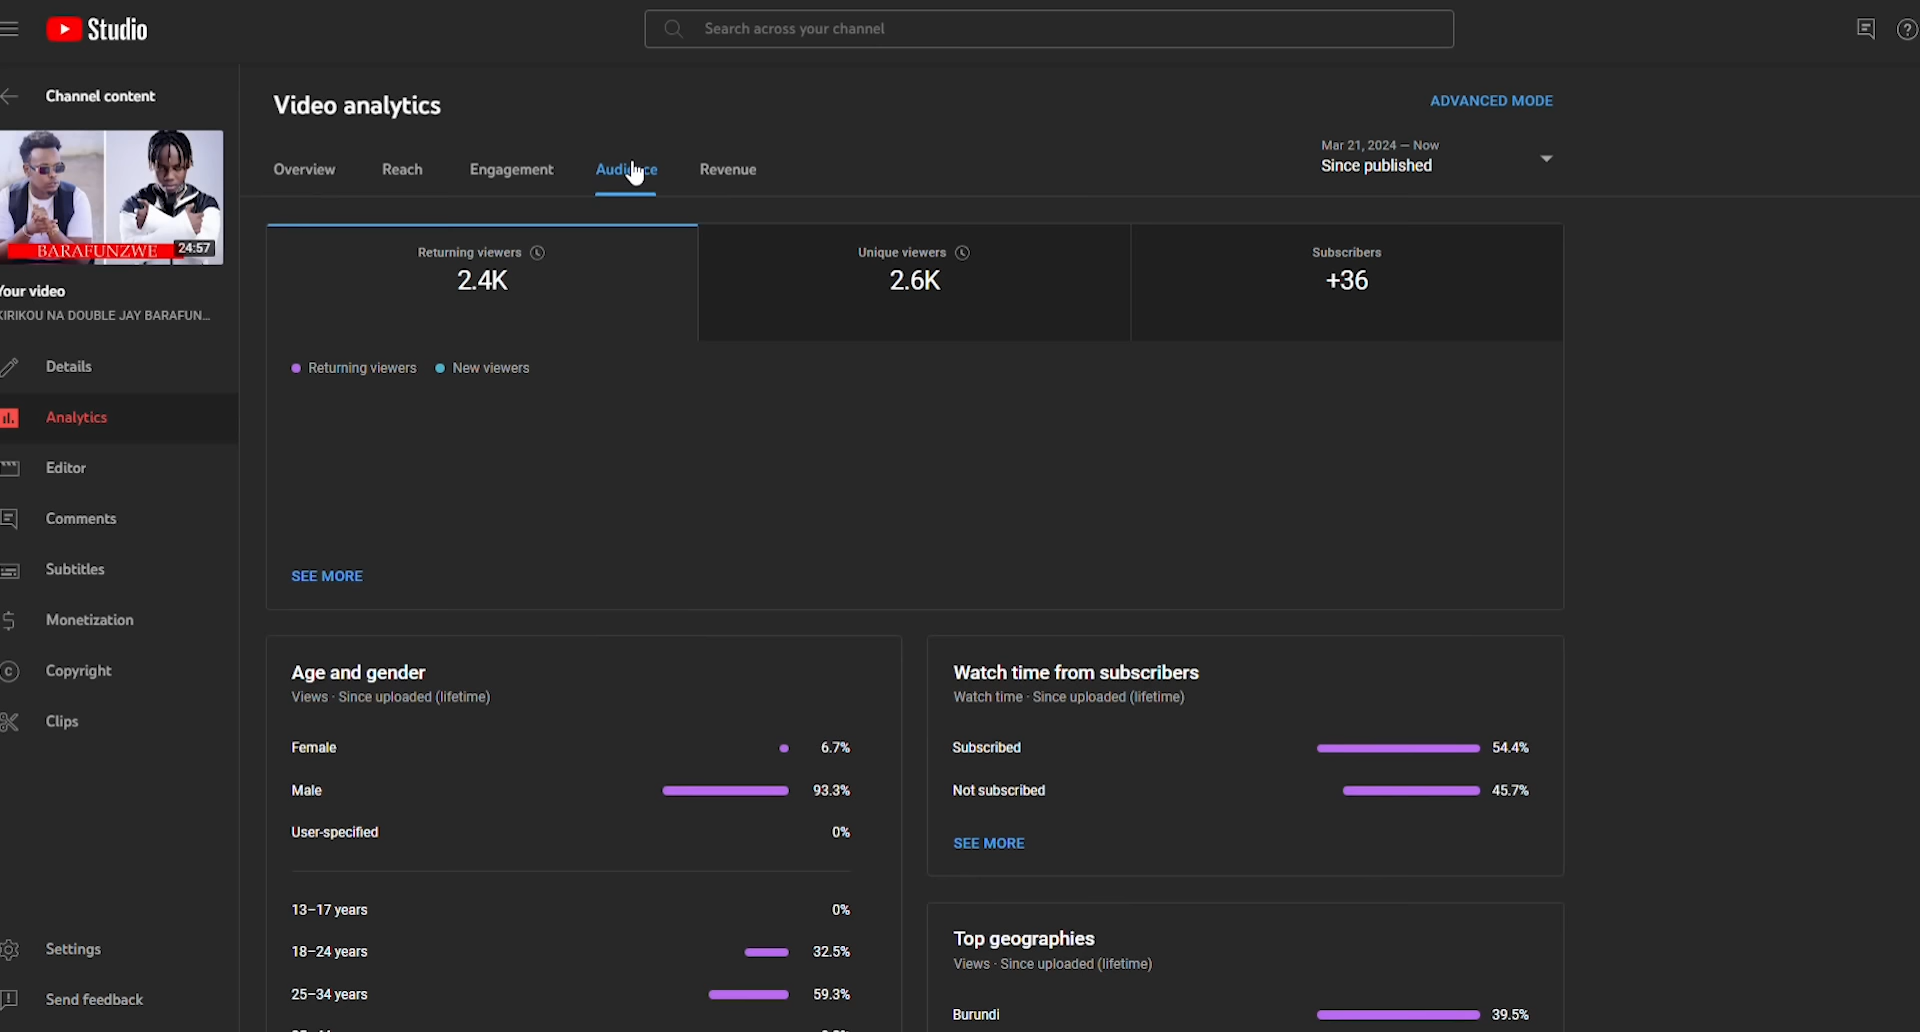 Studio
Search across your channel
Channel content
BARAFUNZWE
24:57
Your video
KIRIKOU NA DOUBLE JAY BARAFUN...
Details
Analytics
Editor
Comments
Subtitles
Monetization
Copyright
Clips
Settings
Send feedback
Video analytics
ADVANCED MODE
Overview
Reach
Engagement
Audience
Revenue
Mar 21, 2024 – Now
Since published
Returning viewers
2.4K
Unique viewers
2.6K
Subscribers
+36
Returning viewers
New viewers
SEE MORE
Age and gender
Views · Since uploaded (lifetime)
Female 6.7%
Male 93.3%
User-specified 0%
13–17 years 0%
18–24 years 32.5%
25–34 years 59.3%
Watch time from subscribers
Watch time · Since uploaded (lifetime)
Subscribed 54.4%
Not subscribed 45.7%
SEE MORE
Top geographies
Views · Since uploaded (lifetime)
Burundi 39.5%